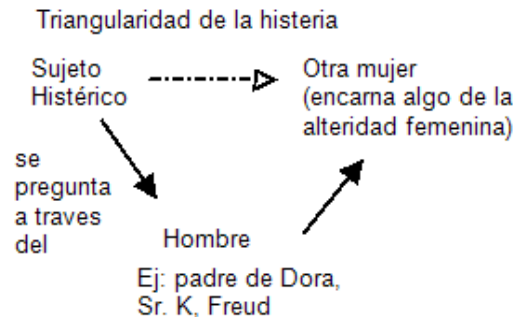 Triangularidad de la histeria
Sujeto
Histérico
Otra mujer
(encarna algo de la
alteridad femenina)
se
pregunta
a traves
del
Hombre
Ej: padre de Dora,
Sr. K, Freud